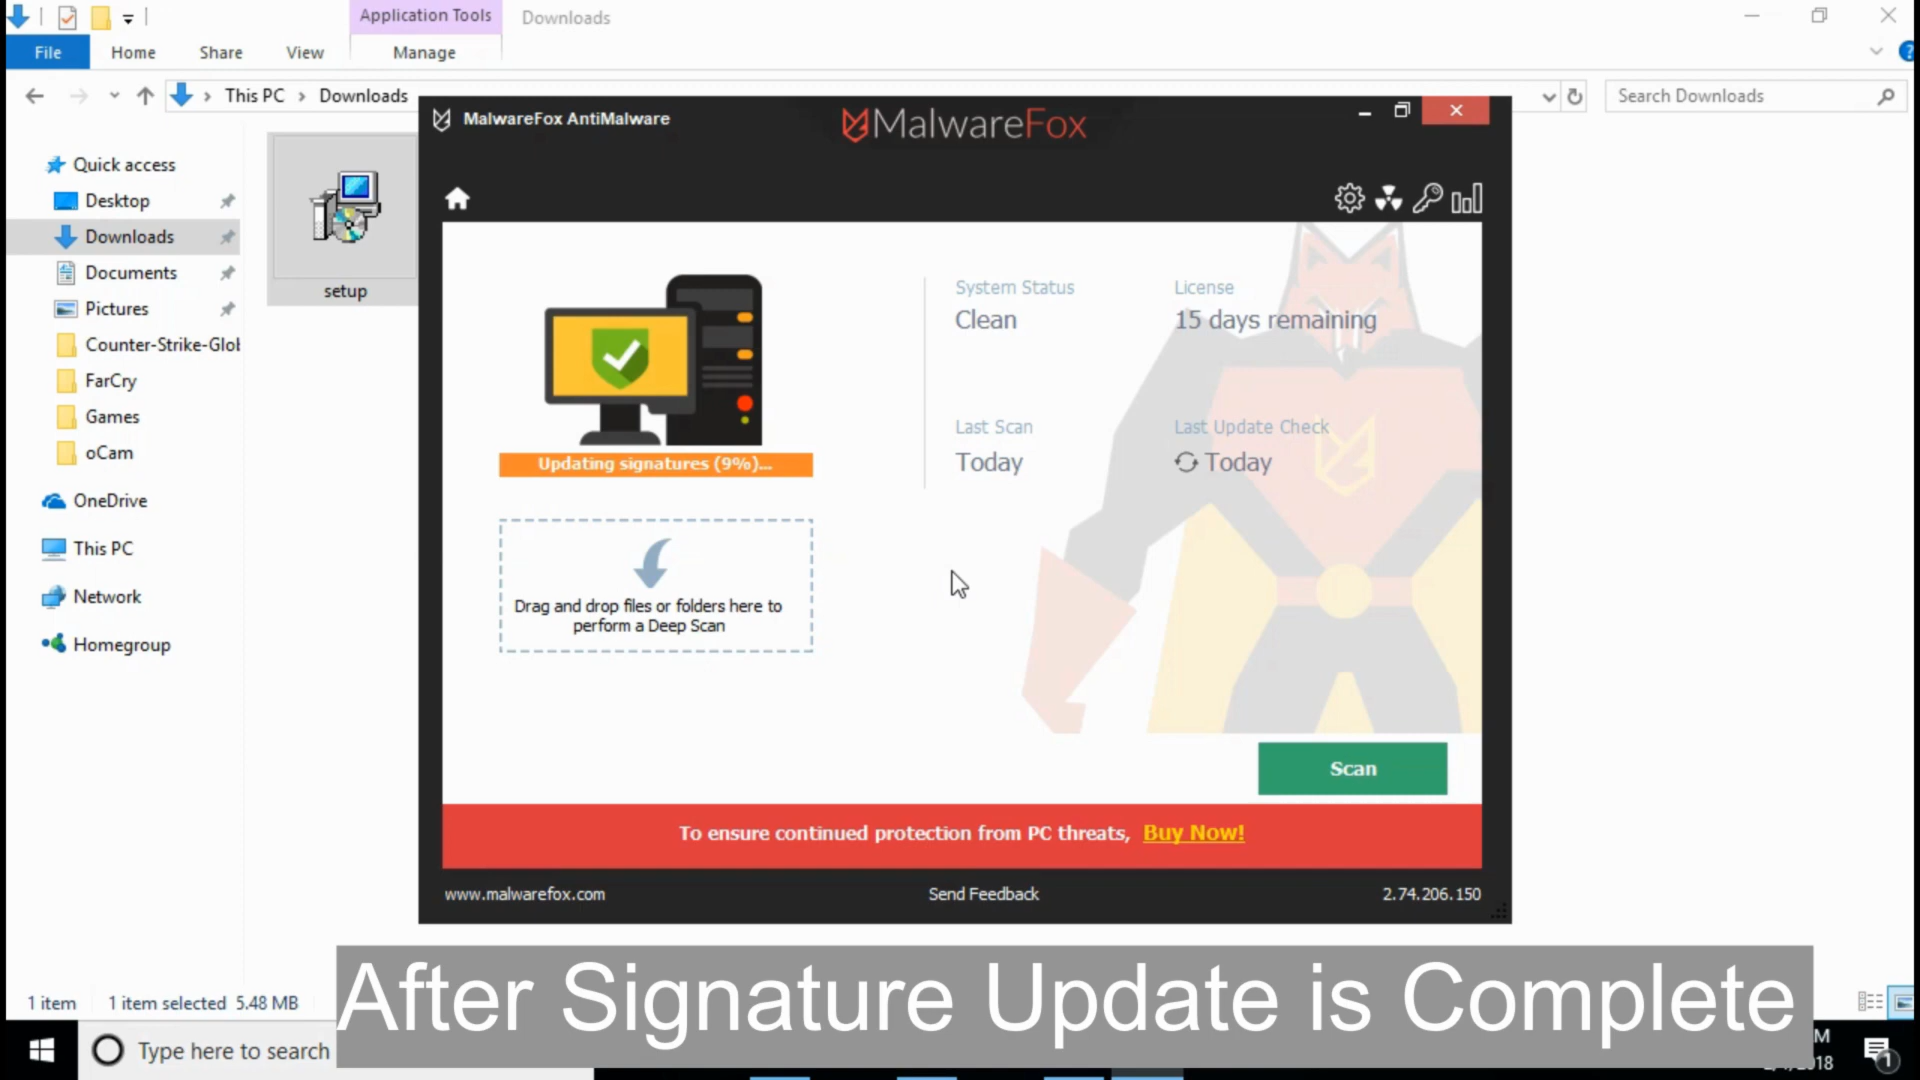 Application Tools
Downloads
File
Home
Share
View
Manage
This PC
Downloads
Search Downloads
MalwareFox AntiMalware
MalwareFox
Quick access
Desktop
Downloads
Documents
Pictures
Counter-Strike-Glob
FarCry
Games
oCam
OneDrive
This PC
Network
Homegroup
setup
System Status
Clean
License
15 days remaining
Last Scan
Today
Last Update Check
Today
Updating signatures (9%)...
Drag and drop files or folders here to
perform a Deep Scan
Scan
To ensure continued protection from PC threats, Buy Now!
www.malwarefox.com
Send Feedback
2.74.206.150
1 item
1 item selected 5.48 MB
After Signature Update is Complete
Type here to search
M
2018
1